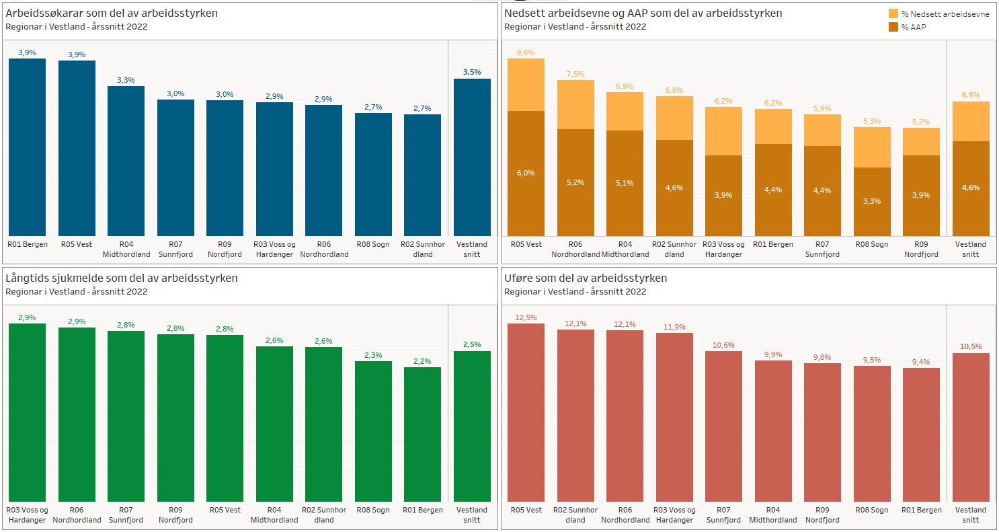 Arbeidssøkarar som del av arbeidsstyrken
Regionar i Vestland - årssnitt 2022
3,9%
3,9%
3,3%
3,0%
3,0%
2,9%
2,9%
2,7%
2,7%
3,5%
R01 Bergen
R05 Vest
R04
Midthordland
R07
Sunnfjord
R09
Nordfjord
R03 Voss og
Hardanger
R06
Nordhordland
R08 Sogn
R02 Sunnhor
dland
Vestland
snitt
Nedsett arbeidsevne og AAP som del av arbeidsstyrken
Regionar i Vestland - årssnitt 2022
% Nedsett arbeidsevne
% AAP
8,6%
7,5%
6,9%
6,8%
6,2%
6,2%
5,9%
5,3%
5,2%
6,5%
6,0%
5,2%
5,1%
4,6%
3,9%
4,4%
4,4%
3,3%
3,9%
4,6%
R05 Vest
R06
Nordhordland
R04
Midthordland
R02 Sunnhor
dland
R03 Voss og
Hardanger
R01 Bergen
R07
Sunnfjord
R08 Sogn
R09
Nordfjord
Vestland
snitt
Långtids sjukmelde som del av arbeidsstyrken
Regionar i Vestland - årssnitt 2022
2,9%
2,9%
2,8%
2,8%
2,8%
2,6%
2,6%
2,3%
2,2%
2,5%
R03 Voss og
Hardanger
R06
Nordhordland
R07
Sunnfjord
R09
Nordfjord
R05 Vest
R04
Midthordland
R02 Sunnhor
dland
R08 Sogn
R01 Bergen
Vestland
snitt
Uføre som del av arbeidsstyrken
Regionar i Vestland - årssnitt 2022
12,5%
12,1%
12,1%
11,9%
10,6%
9,9%
9,8%
9,5%
9,4%
10,5%
R05 Vest
R02 Sunnhor
dland
R06
Nordhordland
R03 Voss og
Hardanger
R07
Sunnfjord
R04
Midthordland
R09
Nordfjord
R08 Sogn
R01 Bergen
Vestland
snitt